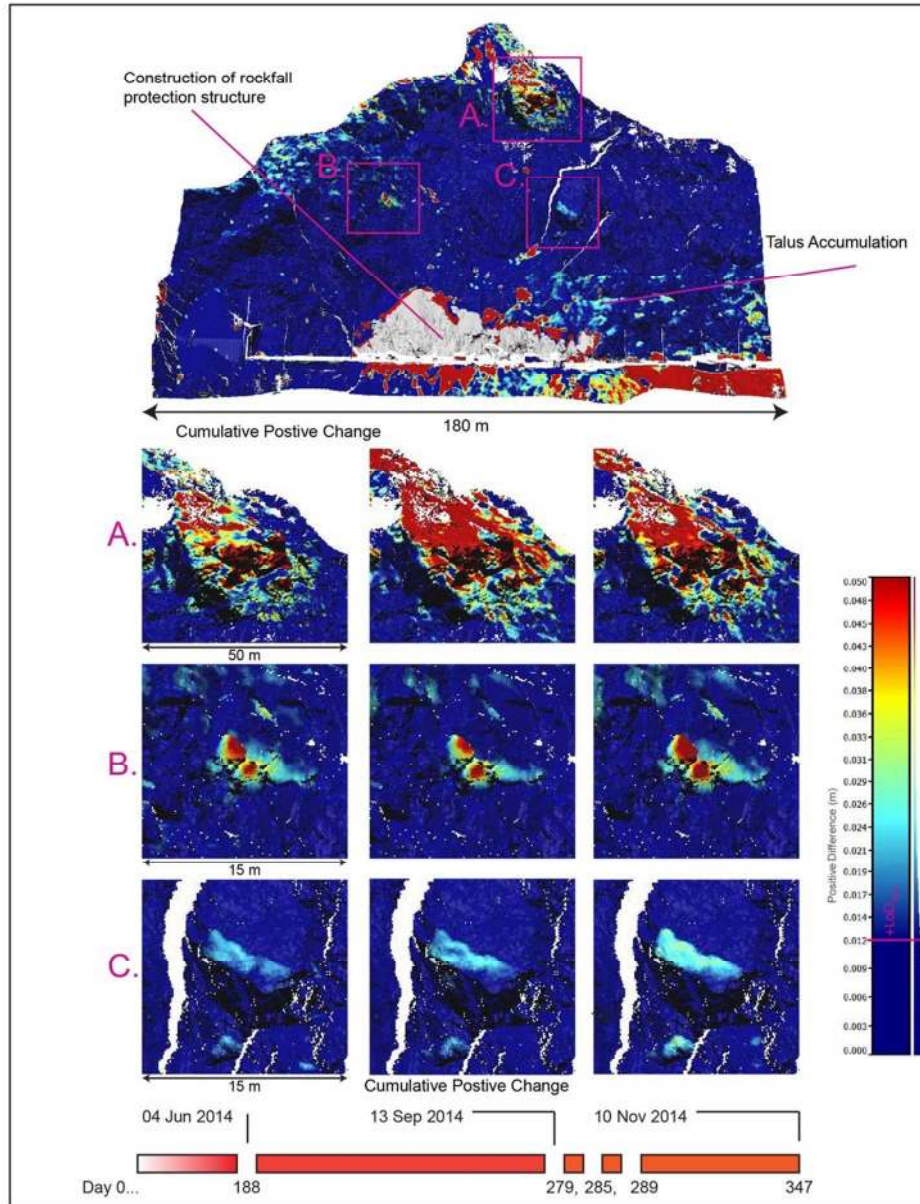 Construction of rockfall
protection structure
A.
B.
C.
Talus Accumulation
180 m
Cumulative Postive Change
A.
50 m
B.
15 m
C.
15 m
Cumulative Postive Change
0.050
0.048
0.045
0.043
0.040
0.038
0.036
0.033
0.031
0.029
0.026
0.024
0.021
0.019
0.017
0.014
0.012
0.009
0.006
0.003
0.000
Positive Difference (m)
04 Jun 2014
13 Sep 2014
10 Nov 2014
Day 0...
188
279,
285,
289
347